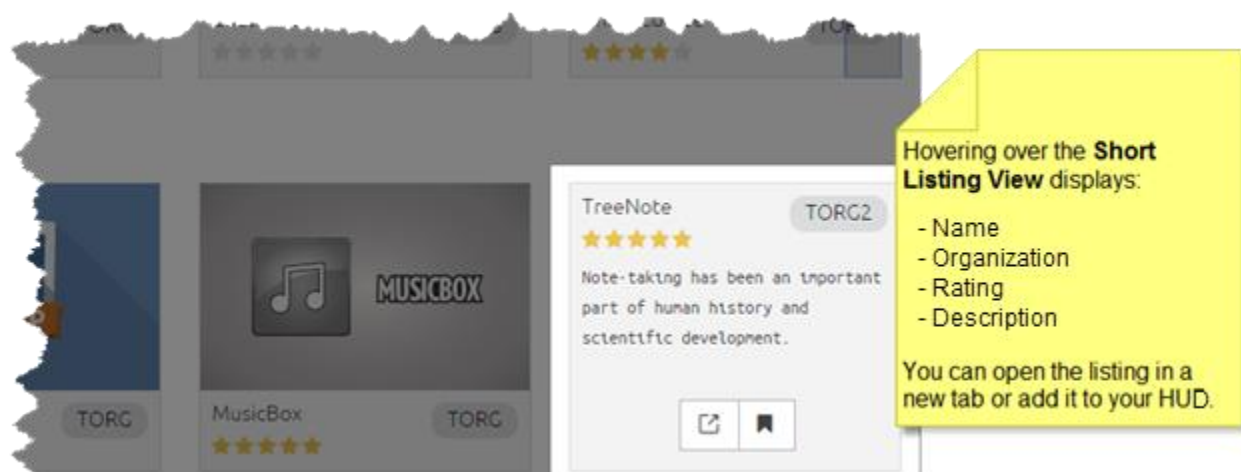 TORG
Hovering over the Short
Listing View displays:
- Name
- Organization
- Rating
- Description
You can open the listing in a
new tab or add it to your HUD.
TreeNote
TORG2
Note-taking has been an important
part of human history and
scientific development.
MUSICBOX
MusicBox
TORG